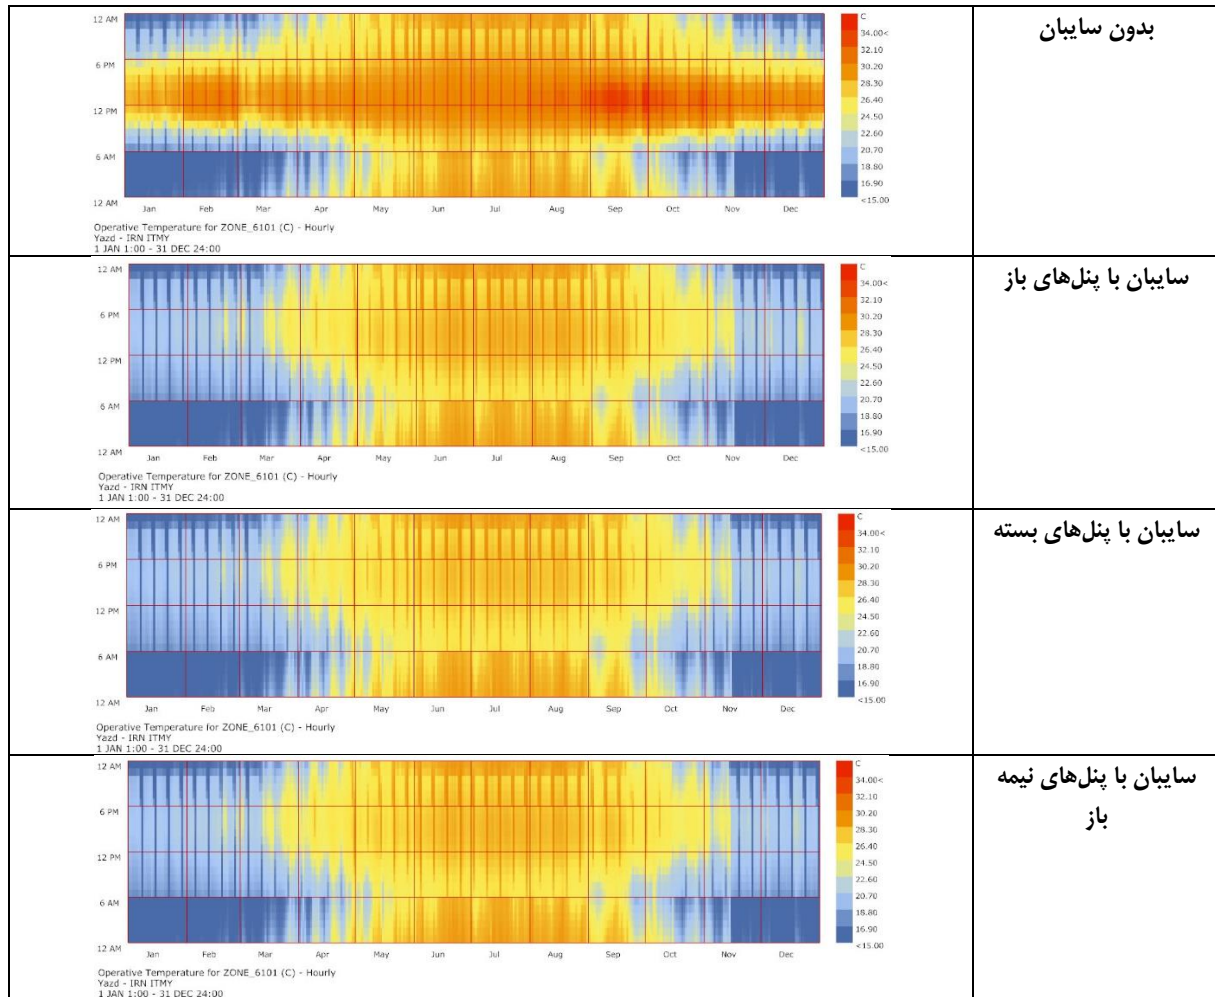 بدون سایبان
12 AM
6 PM
12 PM
6 AM
12 AM
Jan Feb Mar Apr May Jun Jul Aug Sep Oct Nov Dec
C
34.00<
32.10
30.20
28.30
26.40
24.50
22.60
20.70
18.80
16.90
<15.00
Operative Temperature for ZONE_6101 (C) - Hourly
Yazd - IRN ITMY
1 JAN 1:00 - 31 DEC 24:00
سایبان با پنل‌های باز
12 AM
6 PM
12 PM
6 AM
12 AM
Jan Feb Mar Apr May Jun Jul Aug Sep Oct Nov Dec
C
34.00<
32.10
30.20
28.30
26.40
24.50
22.60
20.70
18.80
16.90
<15.00
Operative Temperature for ZONE_6101 (C) - Hourly
Yazd - IRN ITMY
1 JAN 1:00 - 31 DEC 24:00
سایبان با پنل‌های بسته
12 AM
6 PM
12 PM
6 AM
12 AM
Jan Feb Mar Apr May Jun Jul Aug Sep Oct Nov Dec
C
34.00<
32.10
30.20
28.30
26.40
24.50
22.60
20.70
18.80
16.90
<15.00
Operative Temperature for ZONE_6101 (C) - Hourly
Yazd - IRN ITMY
1 JAN 1:00 - 31 DEC 24:00
سایبان با پنل‌های نیمه
باز
12 AM
6 PM
12 PM
6 AM
12 AM
Jan Feb Mar Apr May Jun Jul Aug Sep Oct Nov Dec
C
34.00<
32.10
30.20
28.30
26.40
24.50
22.60
20.70
18.80
16.90
<15.00
Operative Temperature for ZONE_6101 (C) - Hourly
Yazd - IRN ITMY
1 JAN 1:00 - 31 DEC 24:00